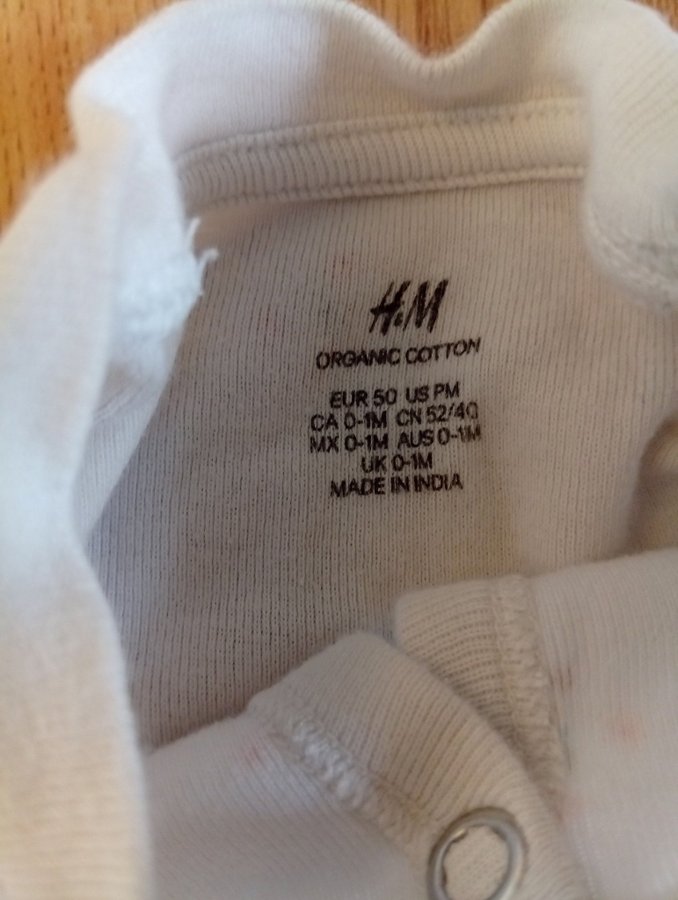 H&M
ORGANIC COTTON
EUR 50 US PM
CA 0-1M CN 52/40
MX 0-1M AUS 0-1M
UK 0-1M
MADE IN INDIA